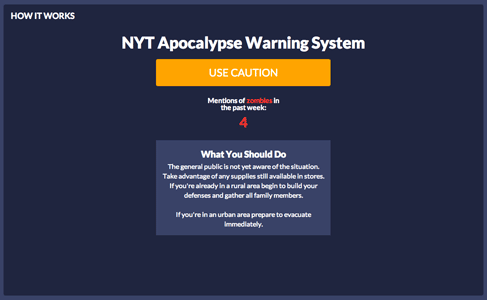 HOW IT WORKS
NYT Apocalypse Warning System
USE CAUTION
Mentions of zombies in
the past week:
4
What You Should Do
The general public is not yet aware of the situation.
Take advantage of any supplies still available in stores.
If you're already in a rural area begin to build your
defenses and gather all family members.
If you're in an urban area prepare to evacuate
immediately.